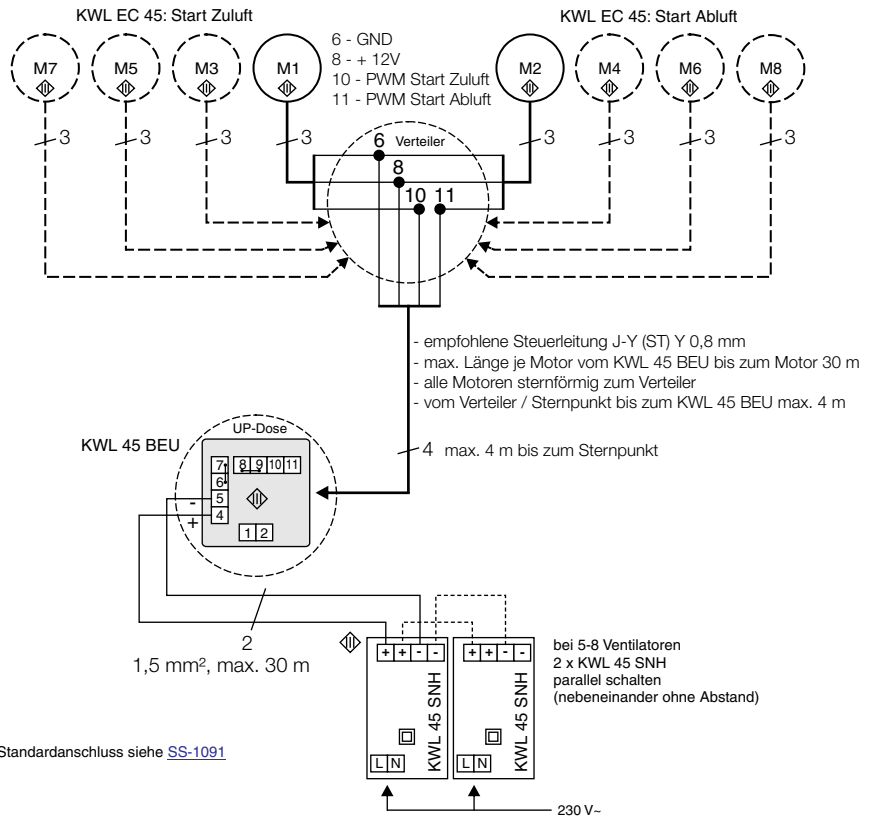 KWL EC 45: Start Zuluft
KWL EC 45: Start Abluft
M7
M5
M3
M1
6 - GND
8 - + 12V
10 - PWM Start Zuluft
11 - PWM Start Abluft
M2
M4
M6
M8
3
3
3
3
3
3
3
3
6 Verteiler
8
10 11
- empfohlene Steuerleitung J-Y (ST) Y 0,8 mm
- max. Länge je Motor vom KWL 45 BEU bis zum Motor 30 m
- alle Motoren sternförmig zum Verteiler
- vom Verteiler / Sternpunkt bis zum KWL 45 BEU max. 4 m
4 max. 4 m bis zum Sternpunkt
KWL 45 BEU
UP-Dose
7 8 9 10 11
6
5
4
-
+
1 2
2
1,5 mm², max. 30 m
+ + - -
+ + - -
KWL 45 SNH
KWL 45 SNH
L N
L N
bei 5-8 Ventilatoren
2 x KWL 45 SNH
parallel schalten
(nebeneinander ohne Abstand)
Standardanschluss siehe SS-1091
230 V~